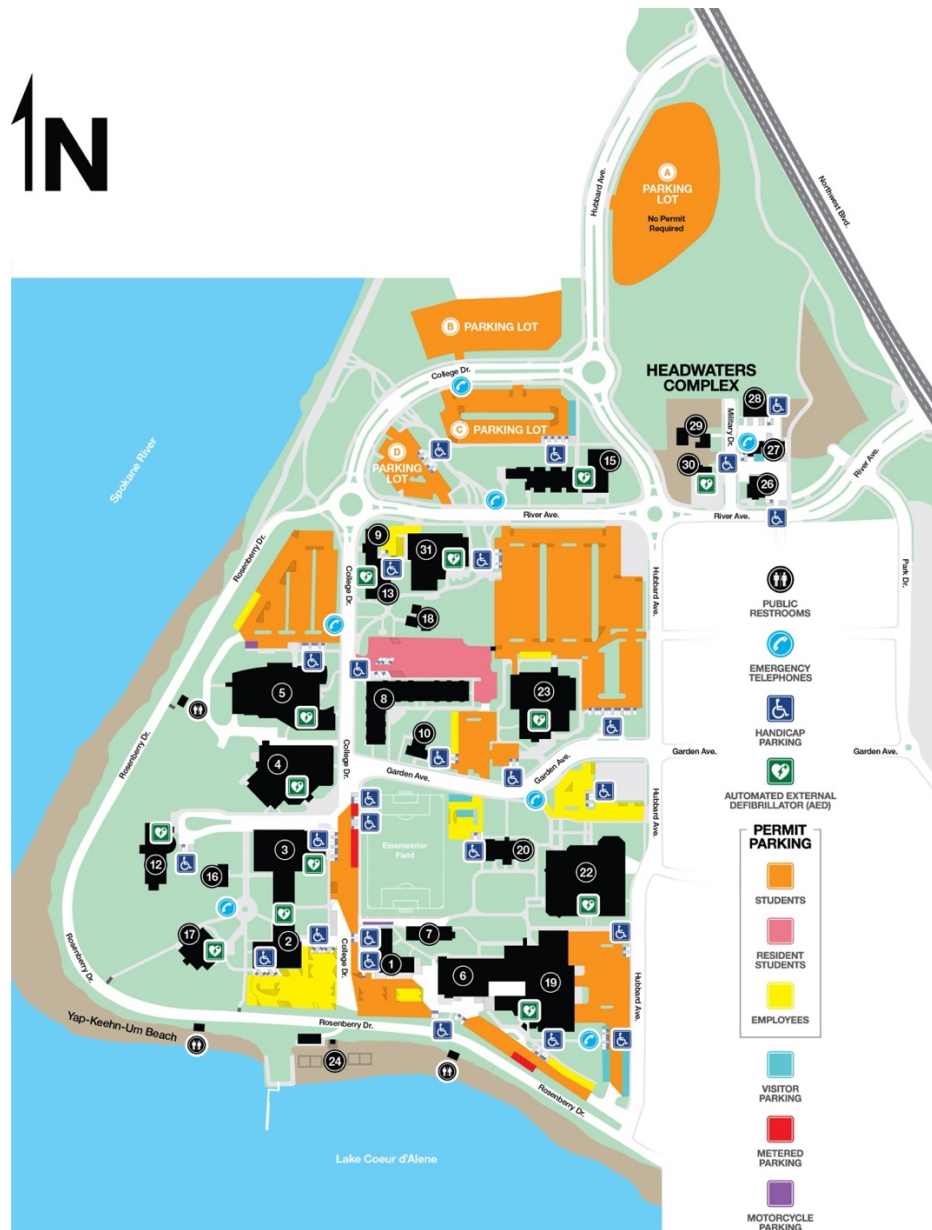 N
Hubbard Ave.
A
PARKING
LOT
No Permit
Required
Northwest Blvd.
B PARKING LOT
College Dr.
HEADWATERS
COMPLEX
28
Military Dr.
29
27
C PARKING LOT
D
PARKING
LOT
15
30
26
River Ave.
Spokane River
River Ave.
River Ave.
Rosenberry Dr.
9
31
College Dr.
13
Hubbard Ave.
Park Dr.
18
PUBLIC
RESTROOMS
EMERGENCY
TELEPHONES
5
8
23
HANDICAP
PARKING
10
Rosenberry Dr.
College Dr.
Garden Ave.
Garden Ave.
Garden Ave.
Garden Ave.
4
AUTOMATED EXTERNAL
DEFIBRILLATOR (AED)
Hubbard Ave.
PERMIT
PARKING
Eisenwinter
Field
12
3
20
16
22
STUDENTS
17
2
7
1
College Dr.
RESIDENT
STUDENTS
Rosenberry Dr.
6
19
Hubbard Ave.
EMPLOYEES
Yap-Keehn-Um Beach
Rosenberry Dr.
24
Rosenberry Dr.
VISITOR
PARKING
METERED
PARKING
Lake Coeur d'Alene
MOTORCYCLE
PARKING